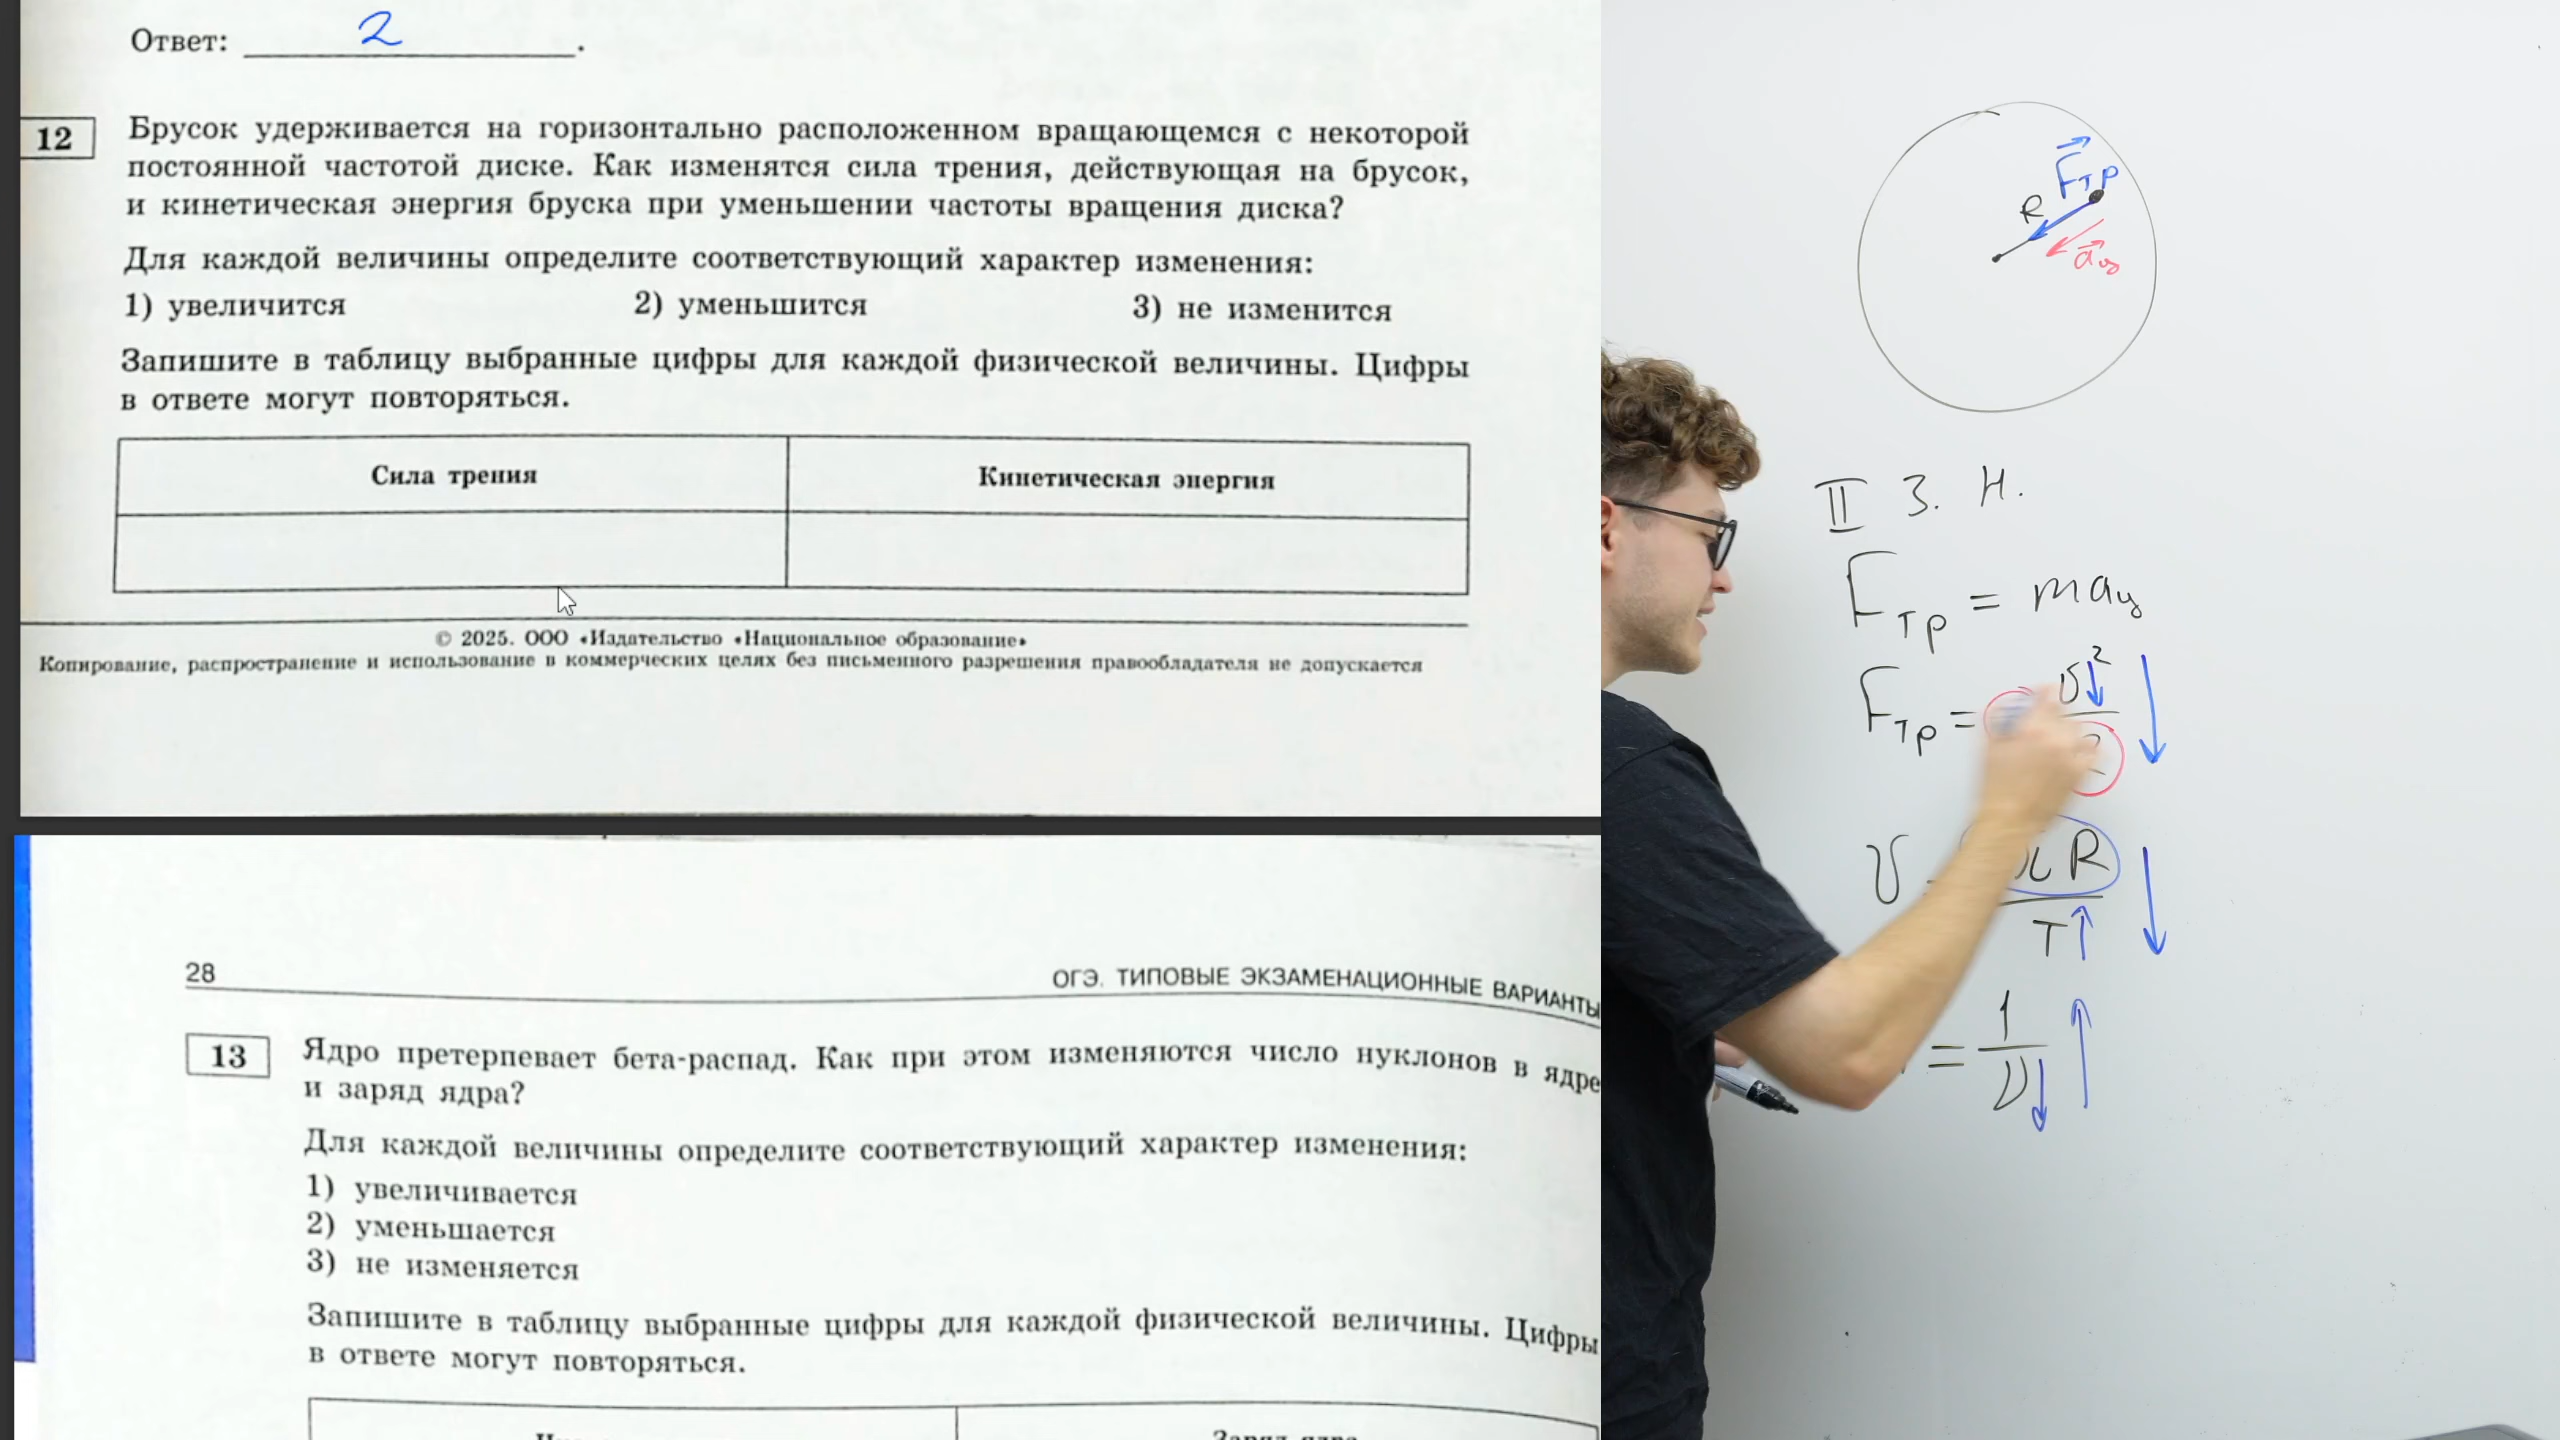 Ответ: 2.
12
Брусок удерживается на горизонтально расположенном вращающемся с некоторой
постоянной частотой диске. Как изменятся сила трения, действующая на брусок,
и кинетическая энергия бруска при уменьшении частоты вращения диска?
Для каждой величины определите соответствующий характер изменения:
1) увеличится 2) уменьшится 3) не изменится
Запишите в таблицу выбранные цифры для каждой физической величины. Цифры
в ответе могут повторяться.
Сила трения Кинетическая энергия
© 2025. ООО «Издательство «Национальное образование»
Копирование, распространение и использование в коммерческих целях без письменного разрешения правообладателя не допускается
28 ОГЭ. ТИПОВЫЕ ЭКЗАМЕНАЦИОННЫЕ ВАРИАНТЫ
13
Ядро претерпевает бета-распад. Как при этом изменяются число нуклонов в ядре
и заряд ядра?
Для каждой величины определите соответствующий характер изменения:
1) увеличивается
2) уменьшается
3) не изменяется
Запишите в таблицу выбранные цифры для каждой физической величины. Цифры
в ответе могут повторяться.
Fтр
R
aц
II З. Н.
Fтр = maц
Fтр = υ²↓ ↓
υ R ↓
T↑
= 1 ↑
ν↓